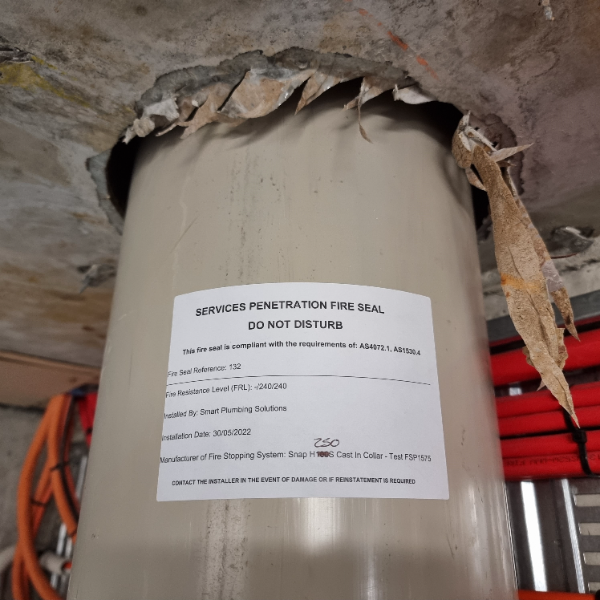 SERVICES PENETRATION FIRE SEAL
DO NOT DISTURB
This fire seal is compliant with the requirements of: AS4072.1, AS1530.4
Fire Seal Reference: 132
Fire Resistance Level (FRL): -/240/240
Installed By: Smart Plumbing Solutions
Installation Date: 30/05/2022
250
Manufacturer of Fire Stopping System: Snap H100S Cast In Collar - Test FSP1575
CONTACT THE INSTALLER IN THE EVENT OF DAMAGE OR IF REINSTATEMENT IS REQUIRED